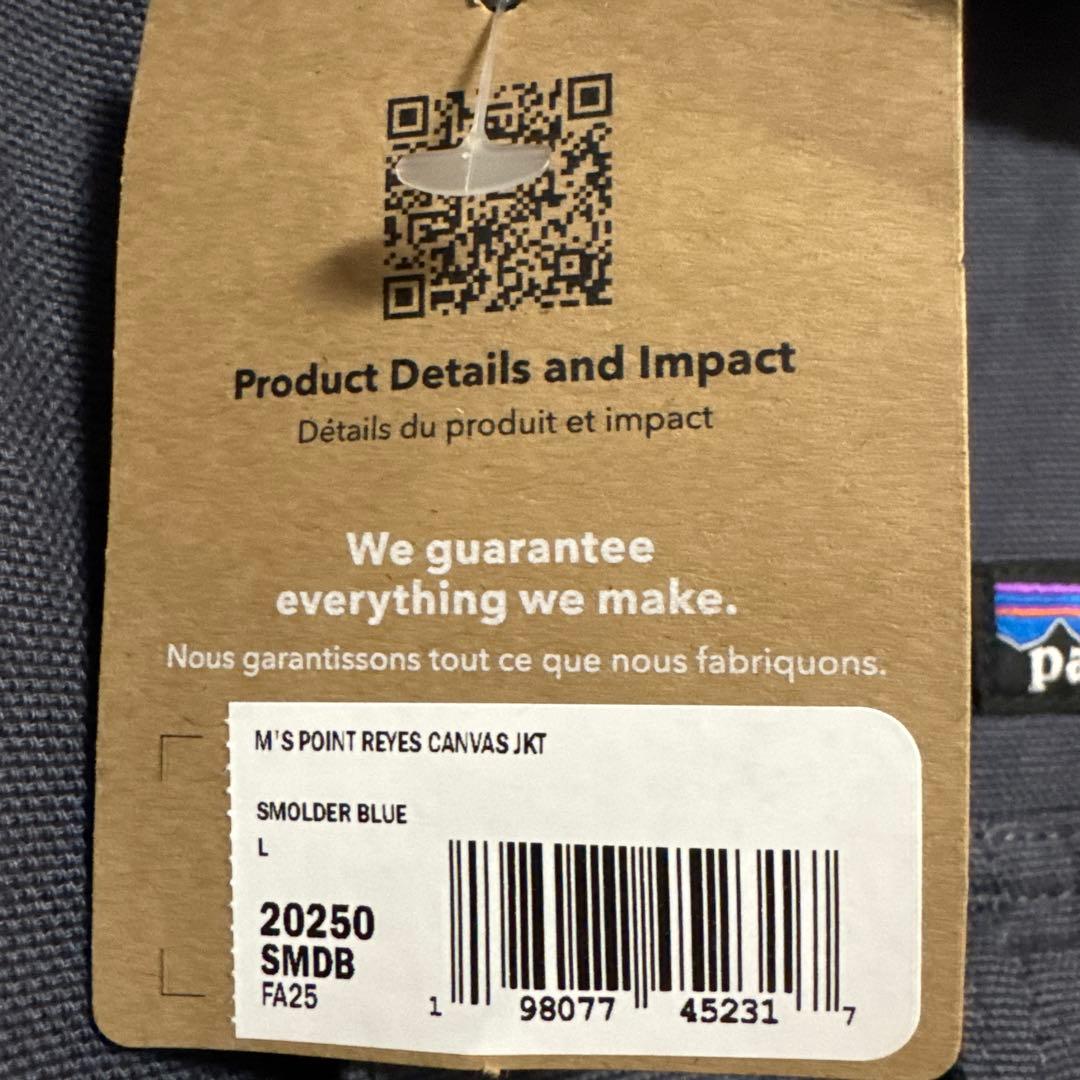 Product Details and Impact
Détails du produit et impact
We guarantee
everything we make.
Nous garantissons tout ce que nous fabriquons.
pa
M'S POINT REYES CANVAS JKT
SMOLDER BLUE
L
20250
SMDB
FA25
1 98077 45231 7